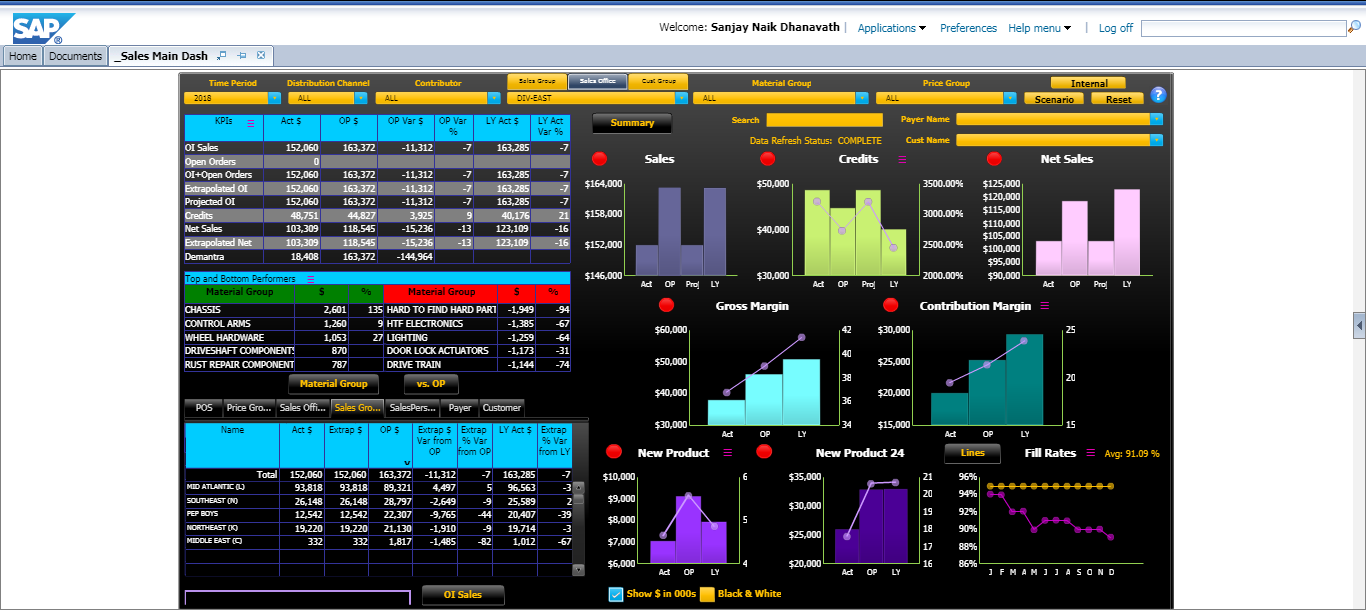 SAP ®
Welcome: Sanjay Naik Dhanavath | Applications Preferences Help menu | Log off
Home Documents _Sales Main Dash
Time Period Distribution Channel Contributor Sales Group Sales Office Cust Group Material Group Price Group Internal
2018 ALL ALL DIV-EAST ALL ALL Scenario Reset ?
KPIs Act $ OP $ OP Var $ OP Var % LY Act $ LY Act Var %
OI Sales 152,060 163,372 -11,312 -7 163,285 -7
Open Orders 0
OI+Open Orders 152,060 163,372 -11,312 -7 163,285 -7
Extrapolated OI 152,060 163,372 -11,312 -7 163,285 -7
Projected OI 152,060 163,372 -11,312 -7 163,285 -7
Credits 48,751 44,827 3,925 9 40,176 21
Net Sales 103,309 118,545 -15,236 -13 123,109 -16
Extrapolated Net 103,309 118,545 -15,236 -13 123,109 -16
Demantra 18,408 163,372 -144,964
Top and Bottom Performers
Material Group $ % Material Group $ %
CHASSIS 2,601 135 HARD TO FIND HARD PART -1,949 -94
CONTROL ARMS 1,260 9 HTF ELECTRONICS -1,385 -67
WHEEL HARDWARE 1,053 27 LIGHTING -1,259 -64
DRIVESHAFT COMPONENTS 870 DOOR LOCK ACTUATORS -1,173 -31
RUST REPAIR COMPONENT 787 DRIVE TRAIN -1,144 -74
Material Group vs. OP
POS Price Gro... Sales Offi... Sales Gro... SalesPers... Payer Customer
Name Act $ Extrap $ OP $ Extrap $ Var from OP Extrap % Var from OP LY Act $ Extrap % Var from LY
Total 152,060 152,060 163,372 -11,312 -7 163,285 -7
MID ATLANTIC (L) 93,818 93,818 89,321 4,497 5 96,563 -3
SOUTHEAST (N) 26,148 26,148 28,797 -2,649 -9 25,589 2
PEP BOYS 12,542 12,542 22,307 -9,765 -44 20,407 -39
NORTHEAST (K) 19,220 19,220 21,130 -1,910 -9 19,714 -3
MIDDLE EAST (C) 332 332 1,817 -1,485 -82 1,012 -67
OI Sales
Summary Search Payer Name
Data Refresh Status: COMPLETE Cust Name
Sales
$164,000
$158,000
$152,000
$146,000
Act OP Proj LY
Credits
$50,000 3500.00%
3000.00%
$40,000
2500.00%
$30,000 2000.00%
Act OP Proj LY
Net Sales
$125,000
$120,000
$115,000
$110,000
$105,000
$100,000
$95,000
$90,000
Act OP Proj LY
Gross Margin
$60,000 42
40
$50,000
38
$40,000
36
$30,000 34
Act OP LY
Contribution Margin
$30,000 25
$25,000
20
$20,000
$15,000 15
Act OP LY
New Product
$10,000 6
$9,000
$8,000 5
$7,000
$6,000 4
Act OP LY
New Product 24
$35,000 21
20
$30,000 19
18
$25,000
17
$20,000 16
Act OP LY
Lines Fill Rates Avg: 91.09 %
96%
94%
92%
90%
88%
86%
J F M A M J J A S O N D
Show $ in 000s Black & White